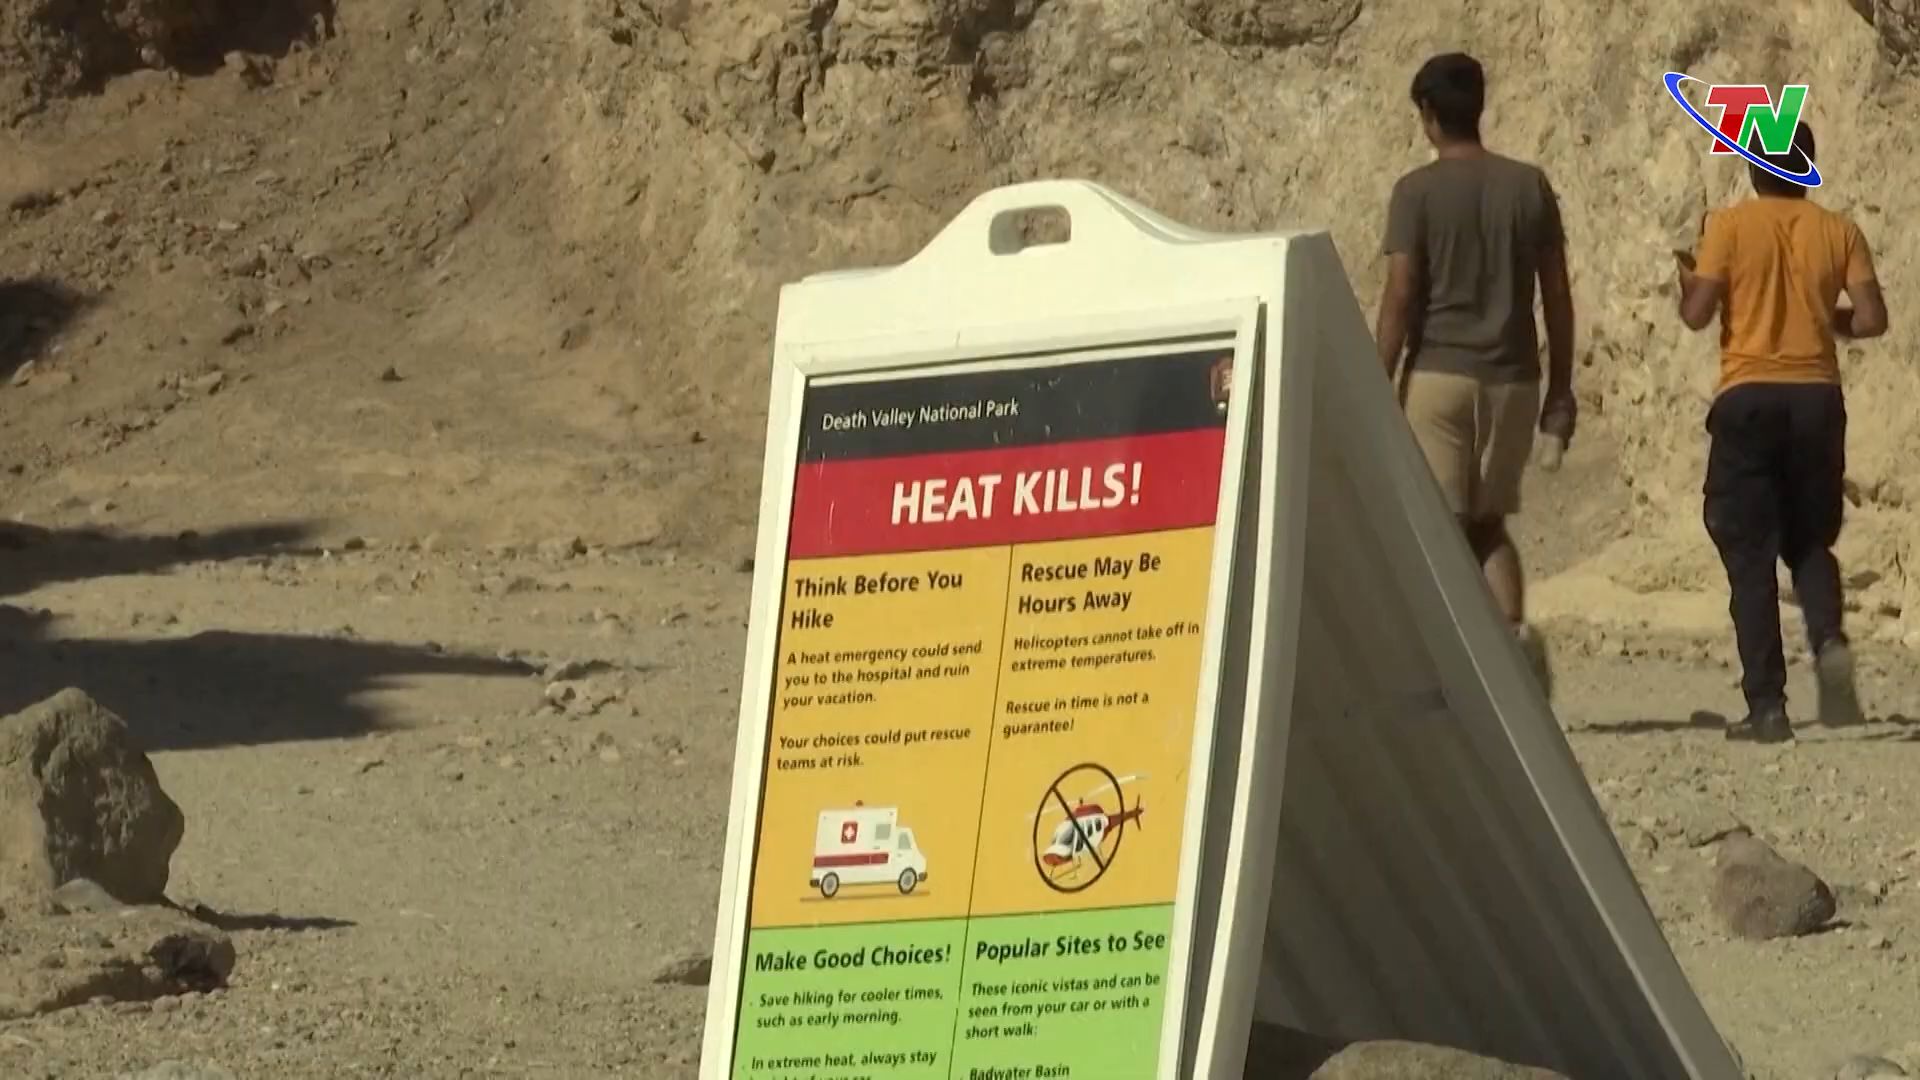 TN
Death Valley National Park
HEAT KILLS!
Think Before You
Hike
A heat emergency could send
you to the hospital and ruin
your vacation.
Your choices could put rescue
teams at risk.
Rescue May Be
Hours Away
Helicopters cannot take off in
extreme temperatures.
Rescue in time is not a
guarantee!
Make Good Choices!
· Save hiking for cooler times,
such as early morning.
· In extreme heat, always stay
Popular Sites to See
These iconic vistas and can be
seen from your car or with a
short walk:
· Badwater Basin